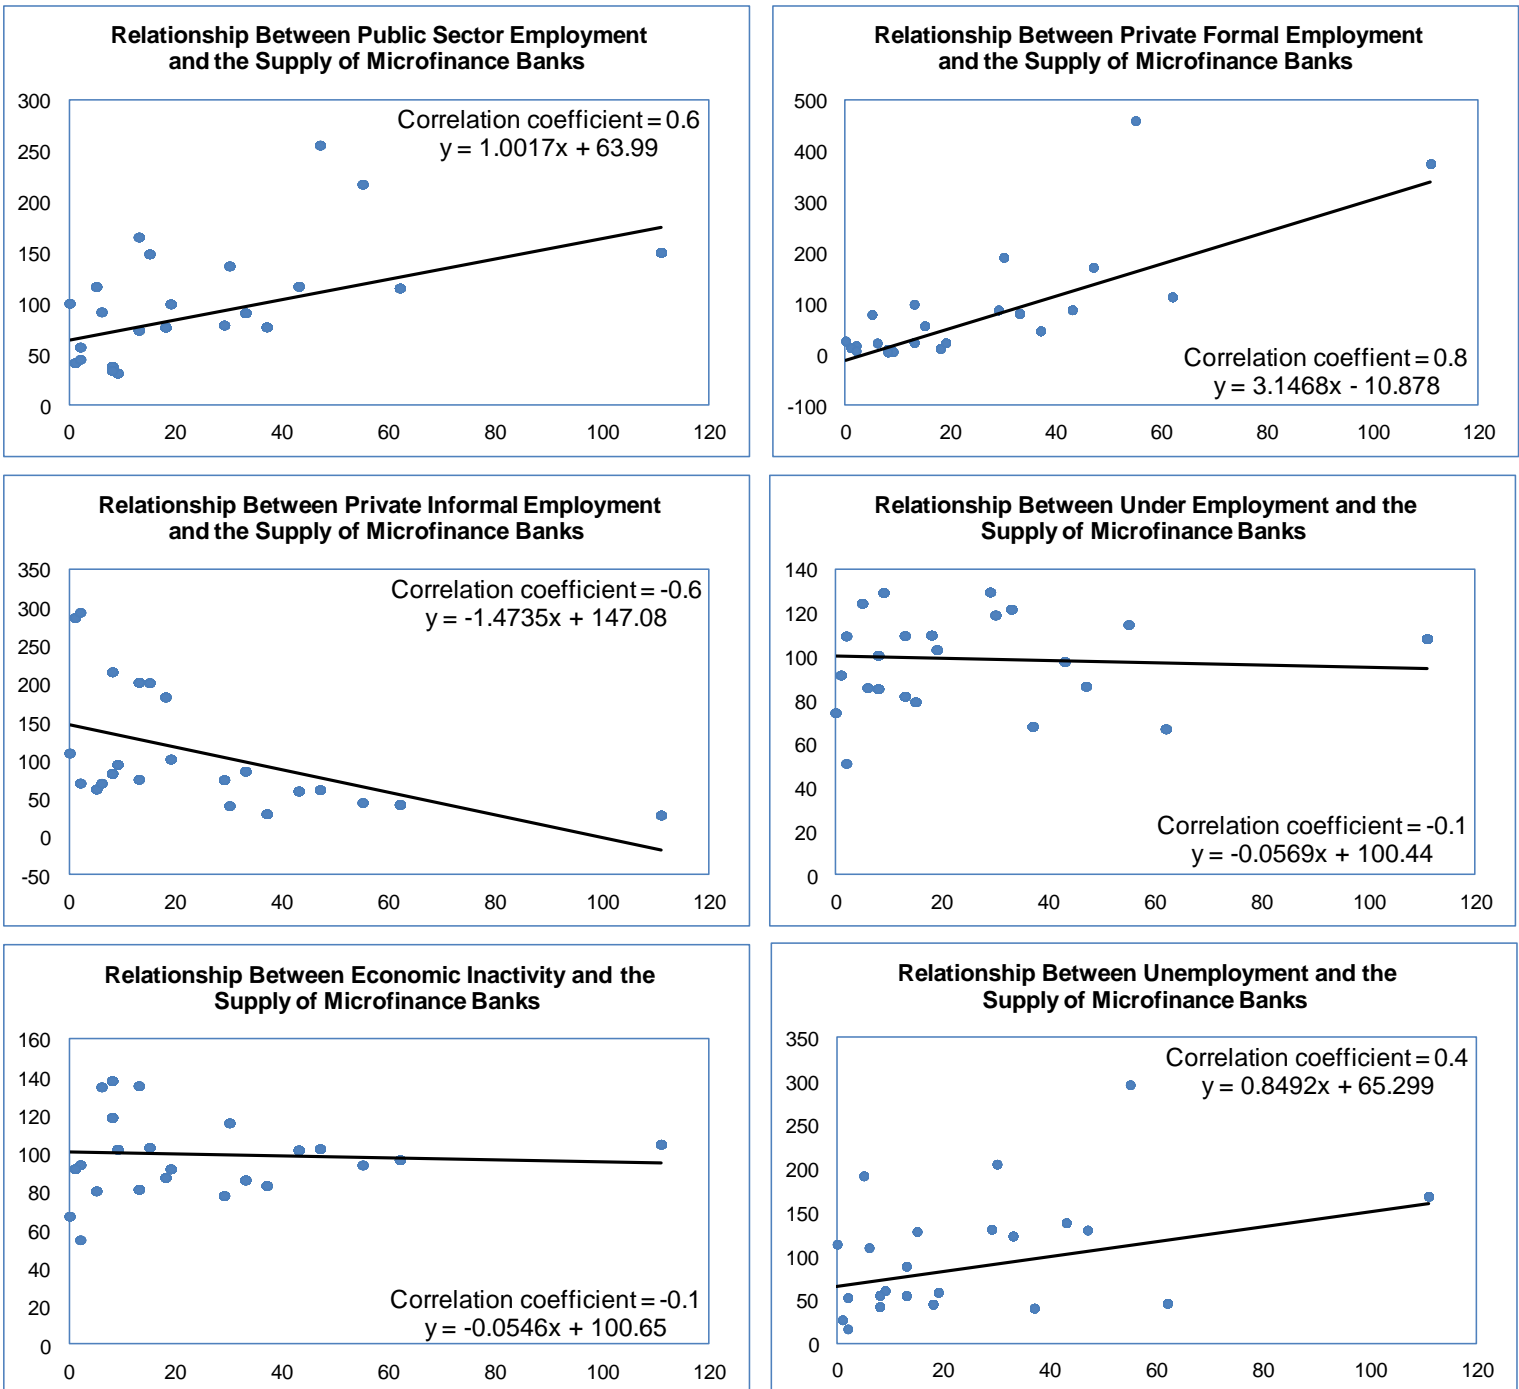 Relationship Between Public Sector Employment
and the Supply of Microfinance Banks
Correlation coefficient = 0.6
y = 1.0017x + 63.99
300
250
200
150
100
50
0
0 20 40 60 80 100 120
Relationship Between Private Formal Employment
and the Supply of Microfinance Banks
500
400
300
200
100
0
-100
Correlation coeffient = 0.8
y = 3.1468x - 10.878
0 20 40 60 80 100 120
Relationship Between Private Informal Employment
and the Supply of Microfinance Banks
Correlation coefficient = -0.6
y = -1.4735x + 147.08
350
300
250
200
150
100
50
0
-50
0 20 40 60 80 100 120
Relationship Between Under Employment and the
Supply of Microfinance Banks
140
120
100
80
60
40
20
0
Correlation coefficient = -0.1
y = -0.0569x + 100.44
0 20 40 60 80 100 120
Relationship Between Economic Inactivity and the
Supply of Microfinance Banks
160
140
120
100
80
60
40
20
0
Correlation coefficient = -0.1
y = -0.0546x + 100.65
0 20 40 60 80 100 120
Relationship Between Unemployment and the
Supply of Microfinance Banks
Correlation coefficient = 0.4
y = 0.8492x + 65.299
350
300
250
200
150
100
50
0
0 20 40 60 80 100 120